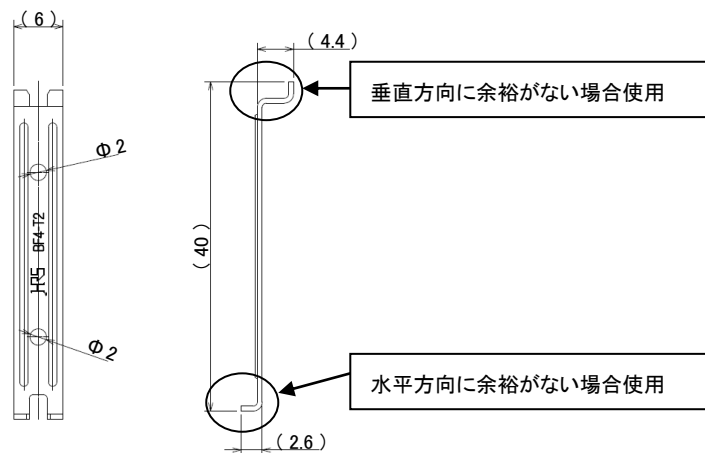 ( 6 )
( 4.4 )
垂直方向に余裕がない場合使用
Φ2
( 40 )
HRS BF4-T2
Φ2
水平方向に余裕がない場合使用
( 2.6 )